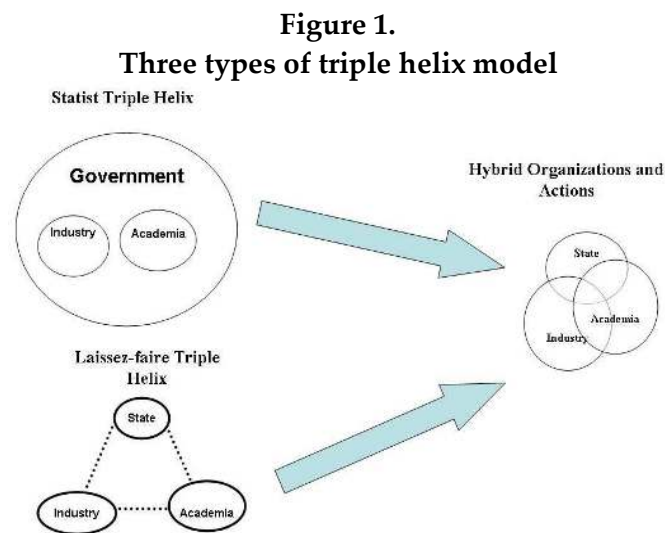 Figure 1.
Three types of triple helix model
Statist Triple Helix
Government
Industry
Academia
Hybrid Organizations and
Actions
State
Academia
Industry
Laissez-faire Triple
Helix
State
Industry
Academia